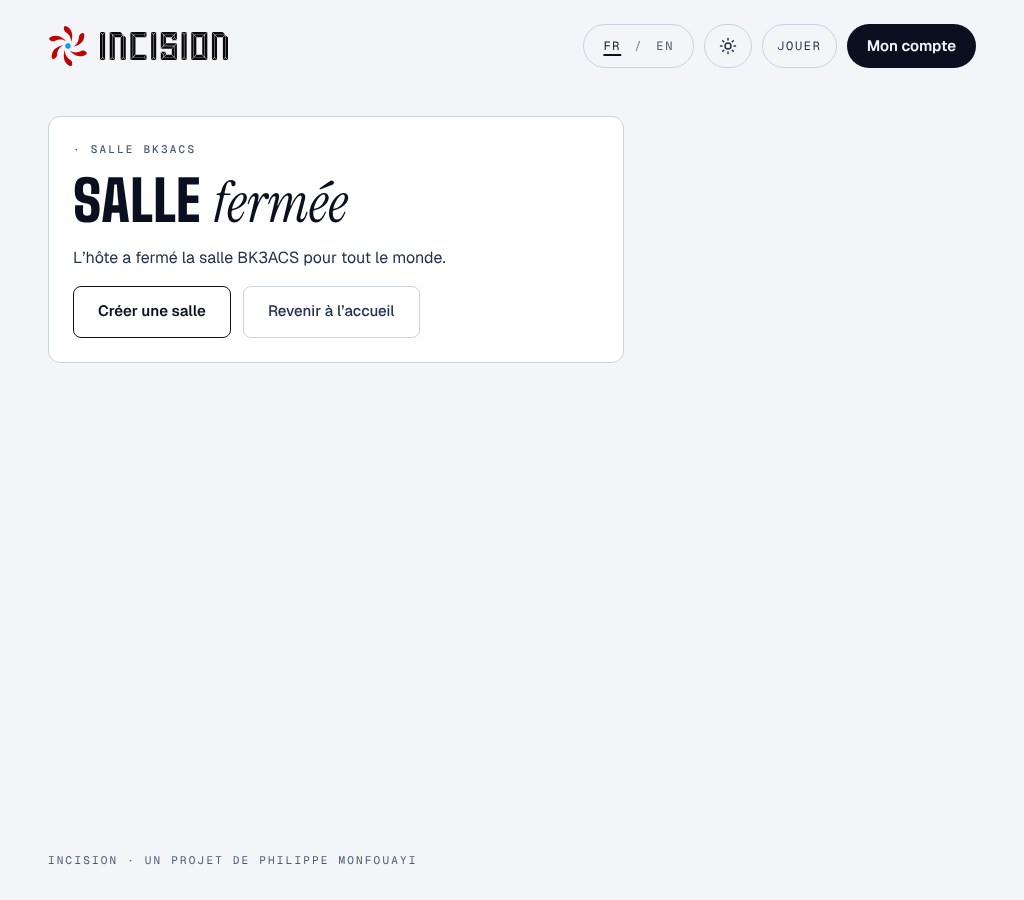 INCISION
FR / EN
JOUER
Mon compte
· SALLE BK3ACS
SALLE fermée
L’hôte a fermé la salle BK3ACS pour tout le monde.
Créer une salle
Revenir à l’accueil
INCISION · UN PROJET DE PHILIPPE MONFOUAYI